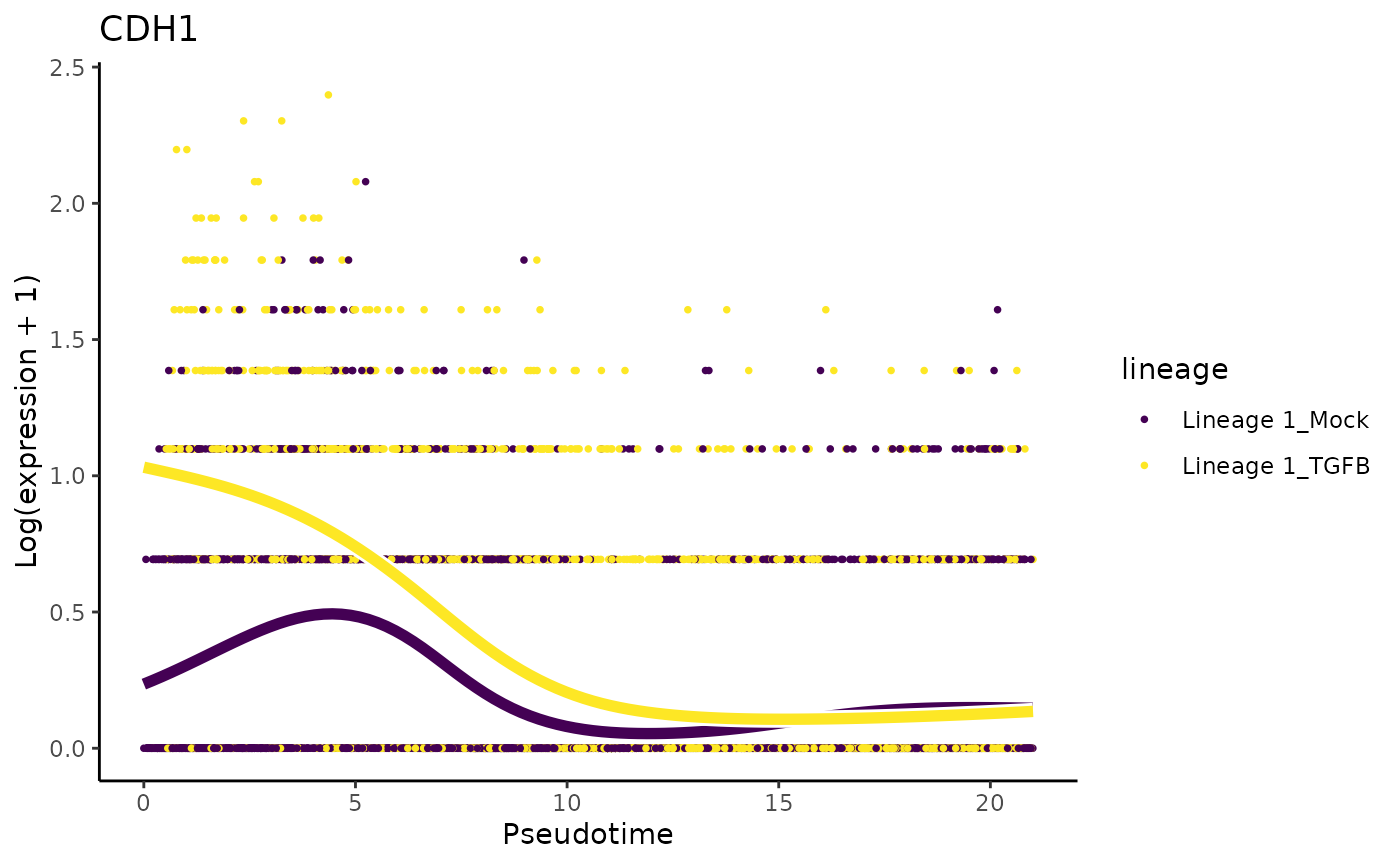 CDH1
2.5
2.0
1.5
1.0
0.5
0.0
Log(expression + 1)
0 5 10 15 20
Pseudotime
lineage
Lineage 1_Mock
Lineage 1_TGFB